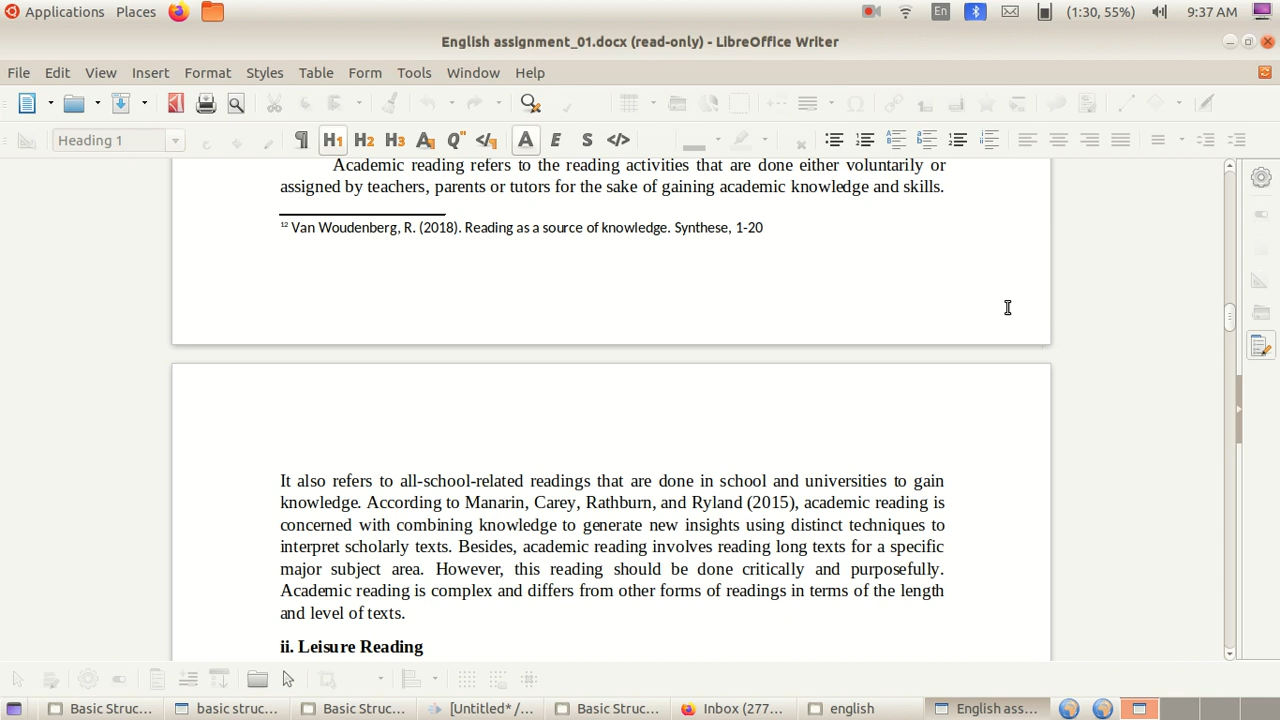 Applications Places En (1:30, 55%) 9:37 AM
English assignment_01.docx (read-only) - LibreOffice Writer
File Edit View Insert Format Styles Table Form Tools Window Help
Heading 1 H1 H2 H3
Academic reading refers to the reading activities that are done either voluntarily or
assigned by teachers, parents or tutors for the sake of gaining academic knowledge and skills.
12 Van Woudenberg, R. (2018). Reading as a source of knowledge. Synthese, 1-20
It also refers to all-school-related readings that are done in school and universities to gain
knowledge. According to Manarin, Carey, Rathburn, and Ryland (2015), academic reading is
concerned with combining knowledge to generate new insights using distinct techniques to
interpret scholarly texts. Besides, academic reading involves reading long texts for a specific
major subject area. However, this reading should be done critically and purposefully.
Academic reading is complex and differs from other forms of readings in terms of the length
and level of texts.
ii. Leisure Reading
Basic Struc... basic struc... Basic Struc... [Untitled* /... Basic Struc... Inbox (277... english English ass...